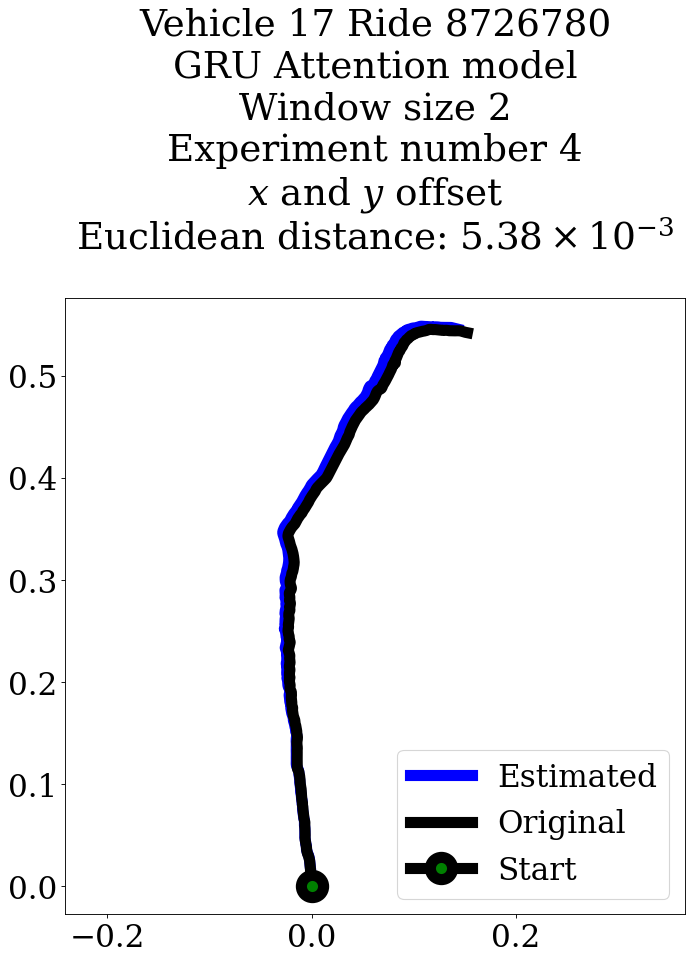 Vehicle 17 Ride 8726780
GRU Attention model
Window size 2
Experiment number 4
x and y offset
Euclidean distance: 5.38 × 10⁻³
0.5
0.4
0.3
0.2
0.1
0.0
−0.2
0.0
0.2
Estimated
Original
Start